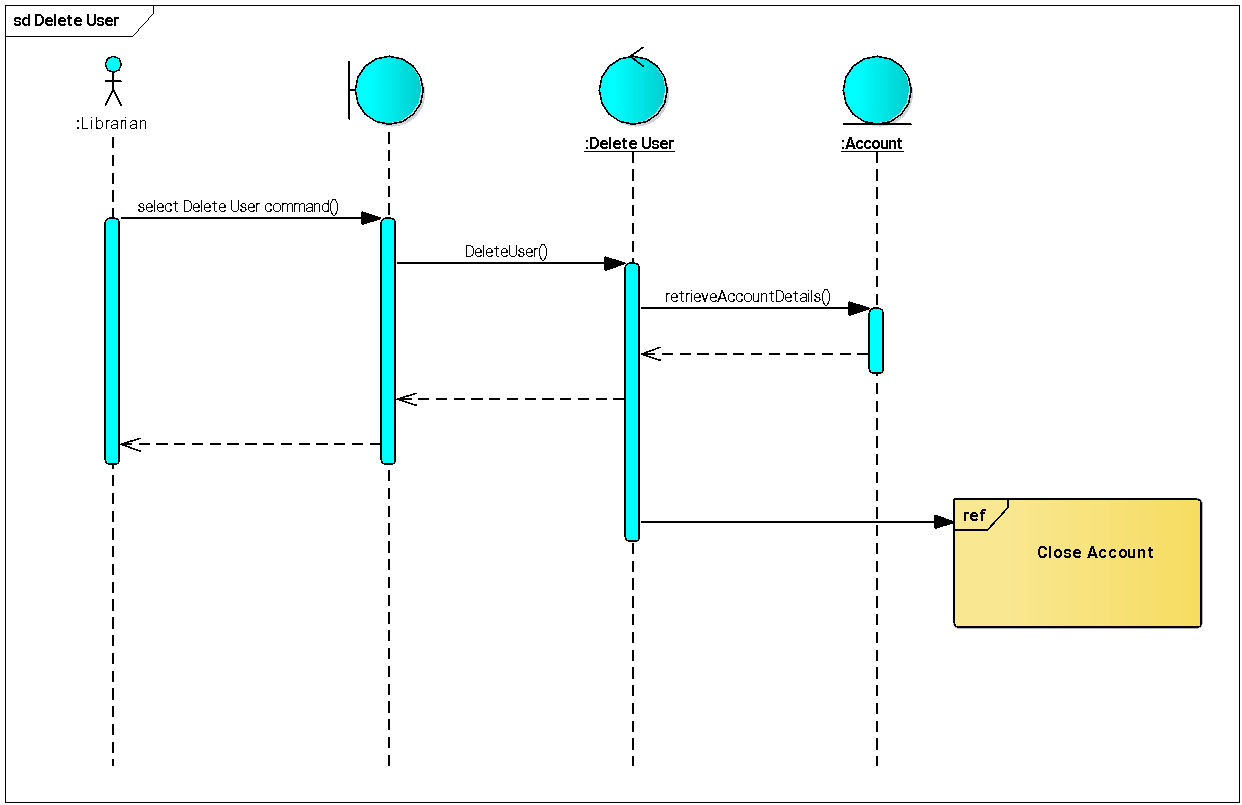 sd Delete User
:Librarian
:Delete User
:Account
select Delete User command()
DeleteUser()
retrieveAccountDetails()
ref
Close Account